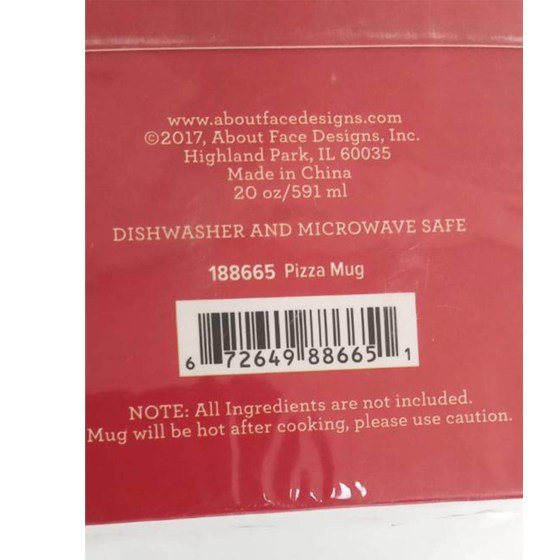 www.aboutfacedesigns.com
©2017, About Face Designs, Inc.
Highland Park, IL 60035
Made in China
20 oz/591 ml
DISHWASHER AND MICROWAVE SAFE
188665 Pizza Mug
6 72649 88665 1
NOTE: All Ingredients are not included.
Mug will be hot after cooking, please use caution.